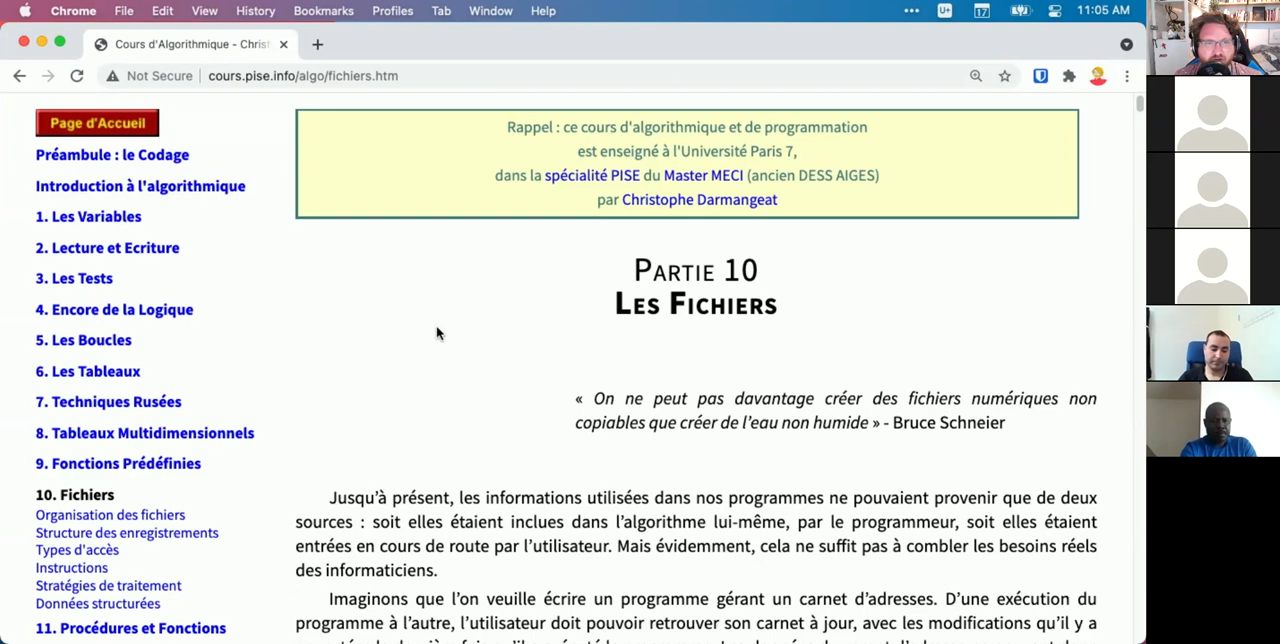 Chrome File Edit View History Bookmarks Profiles Tab Window Help ••• U+ 17 11:05 AM
Cours d'Algorithmique - Christ
Not Secure cours.pise.info/algo/fichiers.htm
Page d'Accueil
Préambule : le Codage
Introduction à l'algorithmique
1. Les Variables
2. Lecture et Ecriture
3. Les Tests
4. Encore de la Logique
5. Les Boucles
6. Les Tableaux
7. Techniques Rusées
8. Tableaux Multidimensionnels
9. Fonctions Prédéfinies
10. Fichiers
Organisation des fichiers
Structure des enregistrements
Types d'accès
Instructions
Stratégies de traitement
Données structurées
11. Procédures et Fonctions
Rappel : ce cours d'algorithmique et de programmation
est enseigné à l'Université Paris 7,
dans la spécialité PISE du Master MECI (ancien DESS AIGES)
par Christophe Darmangeat
Partie 10
Les Fichiers
« On ne peut pas davantage créer des fichiers numériques non
copiables que créer de l'eau non humide » - Bruce Schneier
Jusqu'à présent, les informations utilisées dans nos programmes ne pouvaient provenir que de deux
sources : soit elles étaient inclues dans l'algorithme lui-même, par le programmeur, soit elles étaient
entrées en cours de route par l'utilisateur. Mais évidemment, cela ne suffit pas à combler les besoins réels
des informaticiens.
Imaginons que l'on veuille écrire un programme gérant un carnet d'adresses. D'une exécution du
programme à l'autre, l'utilisateur doit pouvoir retrouver son carnet à jour, avec les modifications qu'il y a